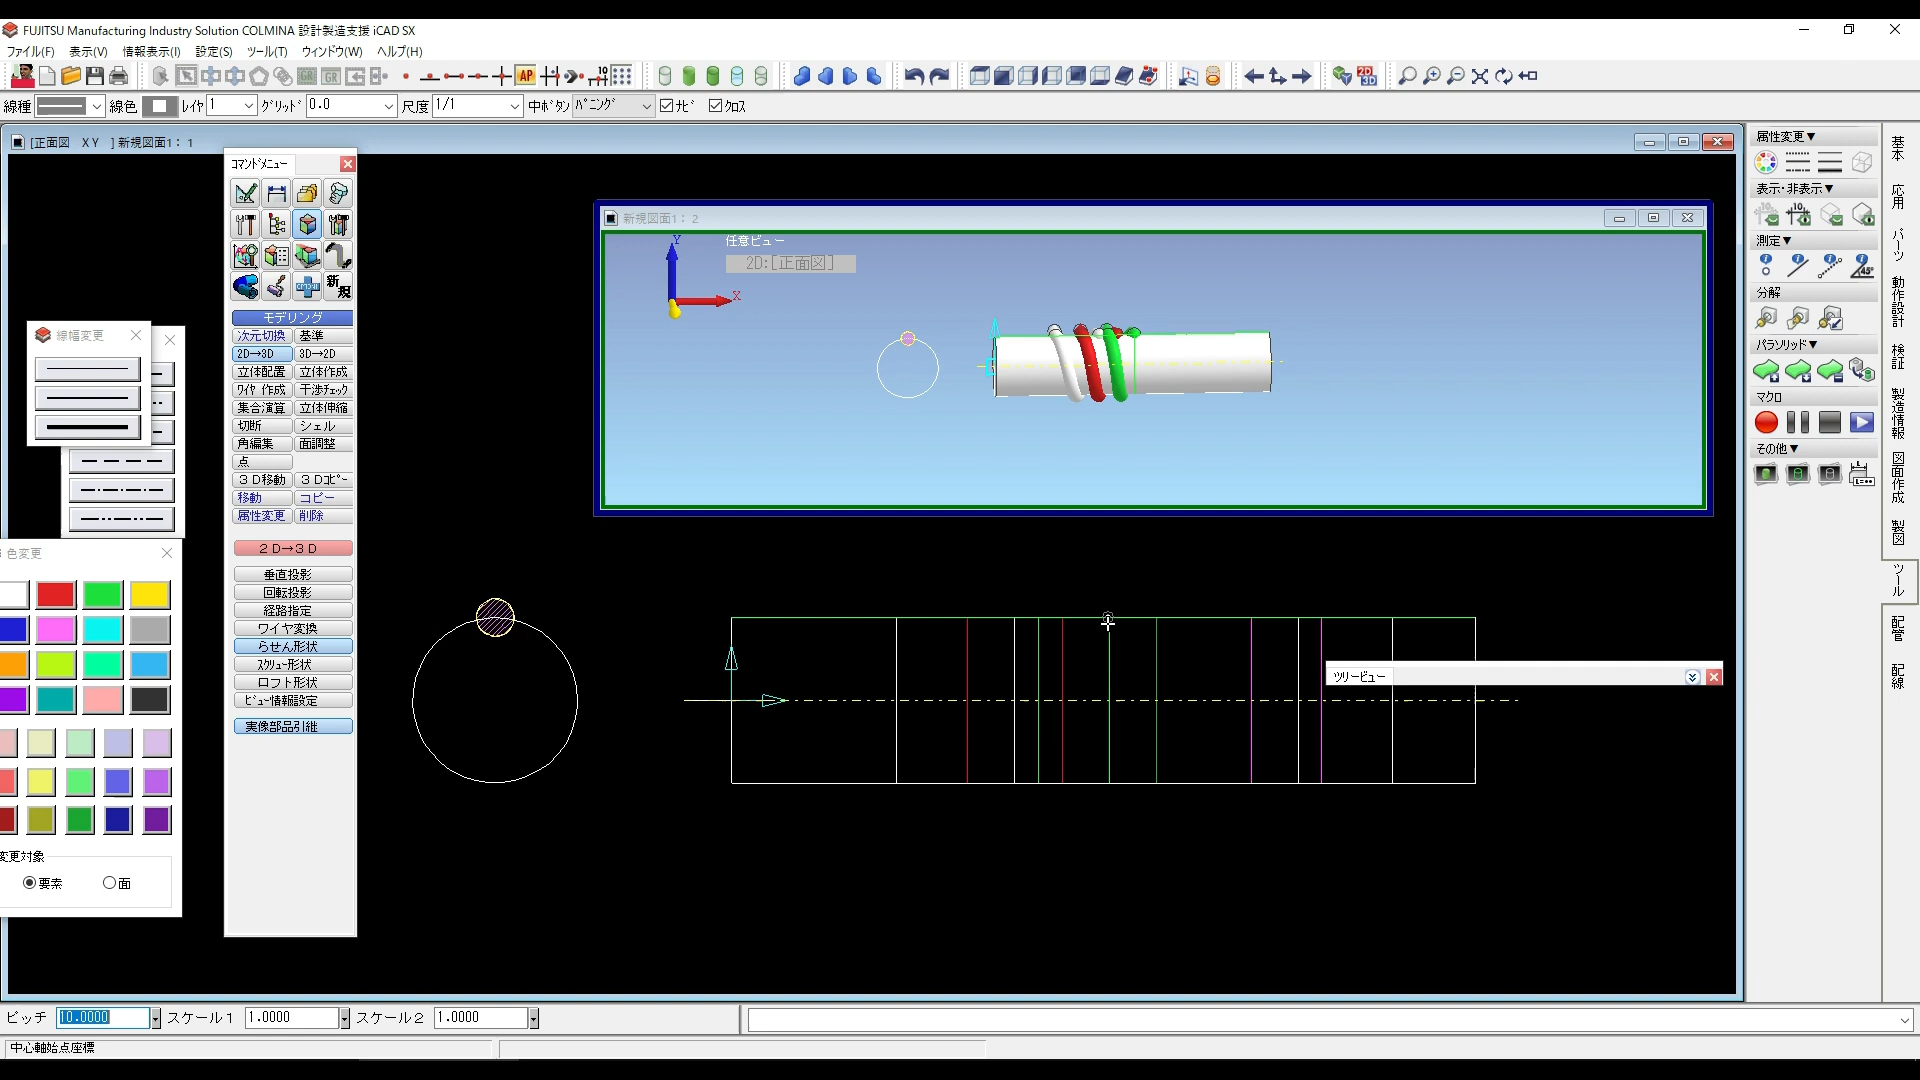 FUJITSU Manufacturing Industry Solution COLMINA 設計製造支援 iCAD SX
ファイル(F) 表示(V) 情報表示(I) 設定(S) ツール(T) ウィンドウ(W) ヘルプ(H)
GR GR AP 10 2D 3D
線種 線色 ﾚｲﾔ 1 ｸﾞﾘｯﾄﾞ 0.0 尺度 1/1 中ﾎﾞﾀﾝ ﾊﾟﾆﾝｸﾞ ﾅﾋﾞ ｸﾛｽ
[正面図 XY ] 新規図面1 : 1
ｺﾏﾝﾄﾞﾒﾆｭｰ
新規
モデリング
次元切換 基準
2D→3D 3D→2D
立体配置 立体作成
ﾜｲﾔ 作成 干渉ﾁｪｯｸ
集合演算 立体伸縮
切断 シェル
角編集 面調整
点
３Ｄ移動 ３Ｄｺﾋﾟｰ
移動 コピー
属性変更 削除
２Ｄ→３Ｄ
垂直投影
回転投影
経路指定
ワイヤ変換
らせん形状
ｽｸﾘｭｰ形状
ロフト形状
ﾋﾞｭｰ情報設定
実像部品引継
線幅変更
色変更
変更対象
要素 面
新規図面1 : 2
任意ビュー
2D:[正面図]
Y
X
ﾂﾘｰﾋﾞｭｰ
属性変更▼
表示・非表示▼
10 10
測定▼
45°
分解
パラソリッド▼
マクロ
その他▼
基本
応用
パーツ
動作設計
検証
製造情報
図面作成
製図
ツール
配管
配線
ピッチ 10.0000 スケール１ 1.0000 スケール２ 1.0000
中心軸始点座標